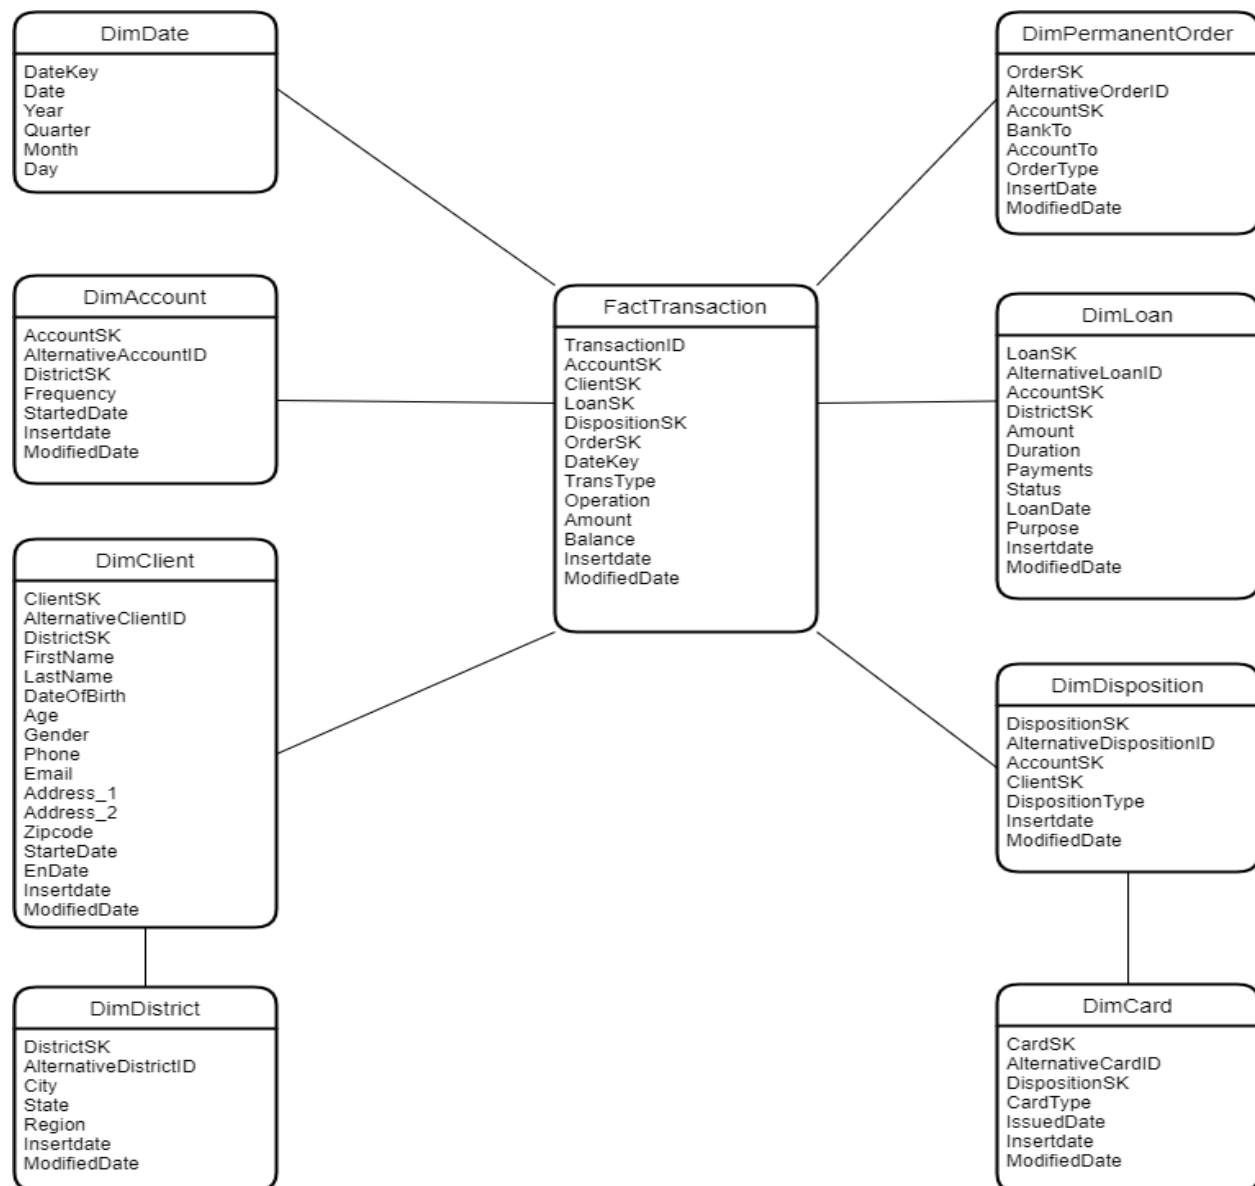 DimDate
DateKey
Date
Year
Quarter
Month
Day
DimAccount
AccountSK
AlternativeAccountID
DistrictSK
Frequency
StartedDate
Insertdate
ModifiedDate
DimClient
ClientSK
AlternativeClientID
DistrictSK
FirstName
LastName
DateOfBirth
Age
Gender
Phone
Email
Address_1
Address_2
Zipcode
StarteDate
EnDate
Insertdate
ModifiedDate
DimDistrict
DistrictSK
AlternativeDistrictID
City
State
Region
Insertdate
ModifiedDate
FactTransaction
TransactionID
AccountSK
ClientSK
LoanSK
DispositionSK
OrderSK
DateKey
TransType
Operation
Amount
Balance
Insertdate
ModifiedDate
DimPermanentOrder
OrderSK
AlternativeOrderID
AccountSK
BankTo
AccountTo
OrderType
InsertDate
ModifiedDate
DimLoan
LoanSK
AlternativeLoanID
AccountSK
DistrictSK
Amount
Duration
Payments
Status
LoanDate
Purpose
Insertdate
ModifiedDate
DimDisposition
DispositionSK
AlternativeDispositionID
AccountSK
ClientSK
DispositionType
Insertdate
ModifiedDate
DimCard
CardSK
AlternativeCardID
DispositionSK
CardType
IssuedDate
Insertdate
ModifiedDate